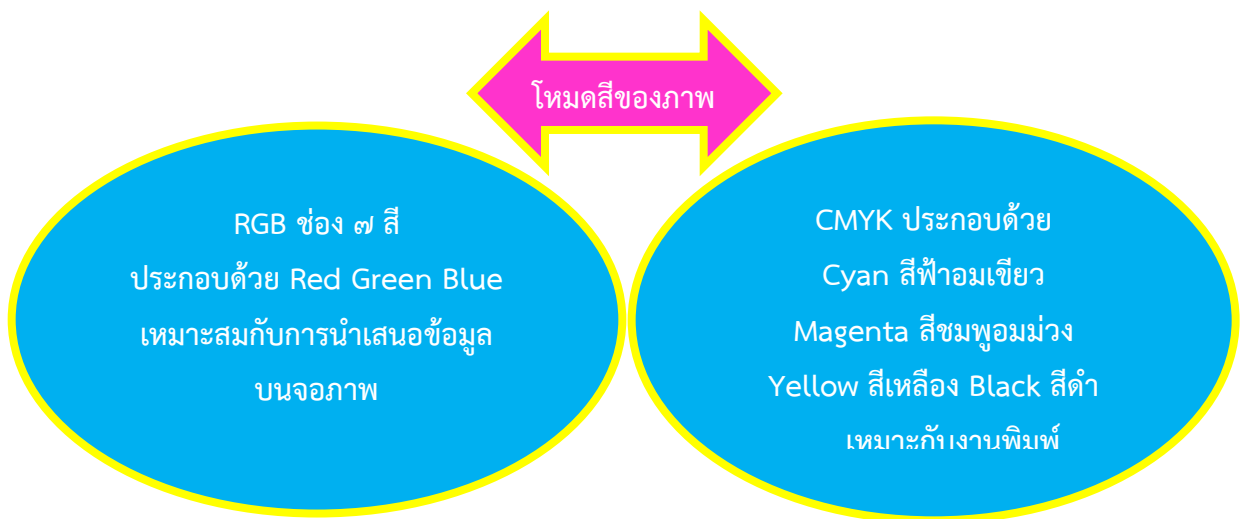 โหมดสีของภาพ
RGB ช่อง ๗ สี
ประกอบด้วย Red Green Blue
เหมาะสมกับการนำเสนอข้อมูล
บนจอภาพ
CMYK ประกอบด้วย
Cyan สีฟ้าอมเขียว
Magenta สีชมพูอมม่วง
Yellow สีเหลือง Black สีดำ
เหมาะกับงานพิมพ์